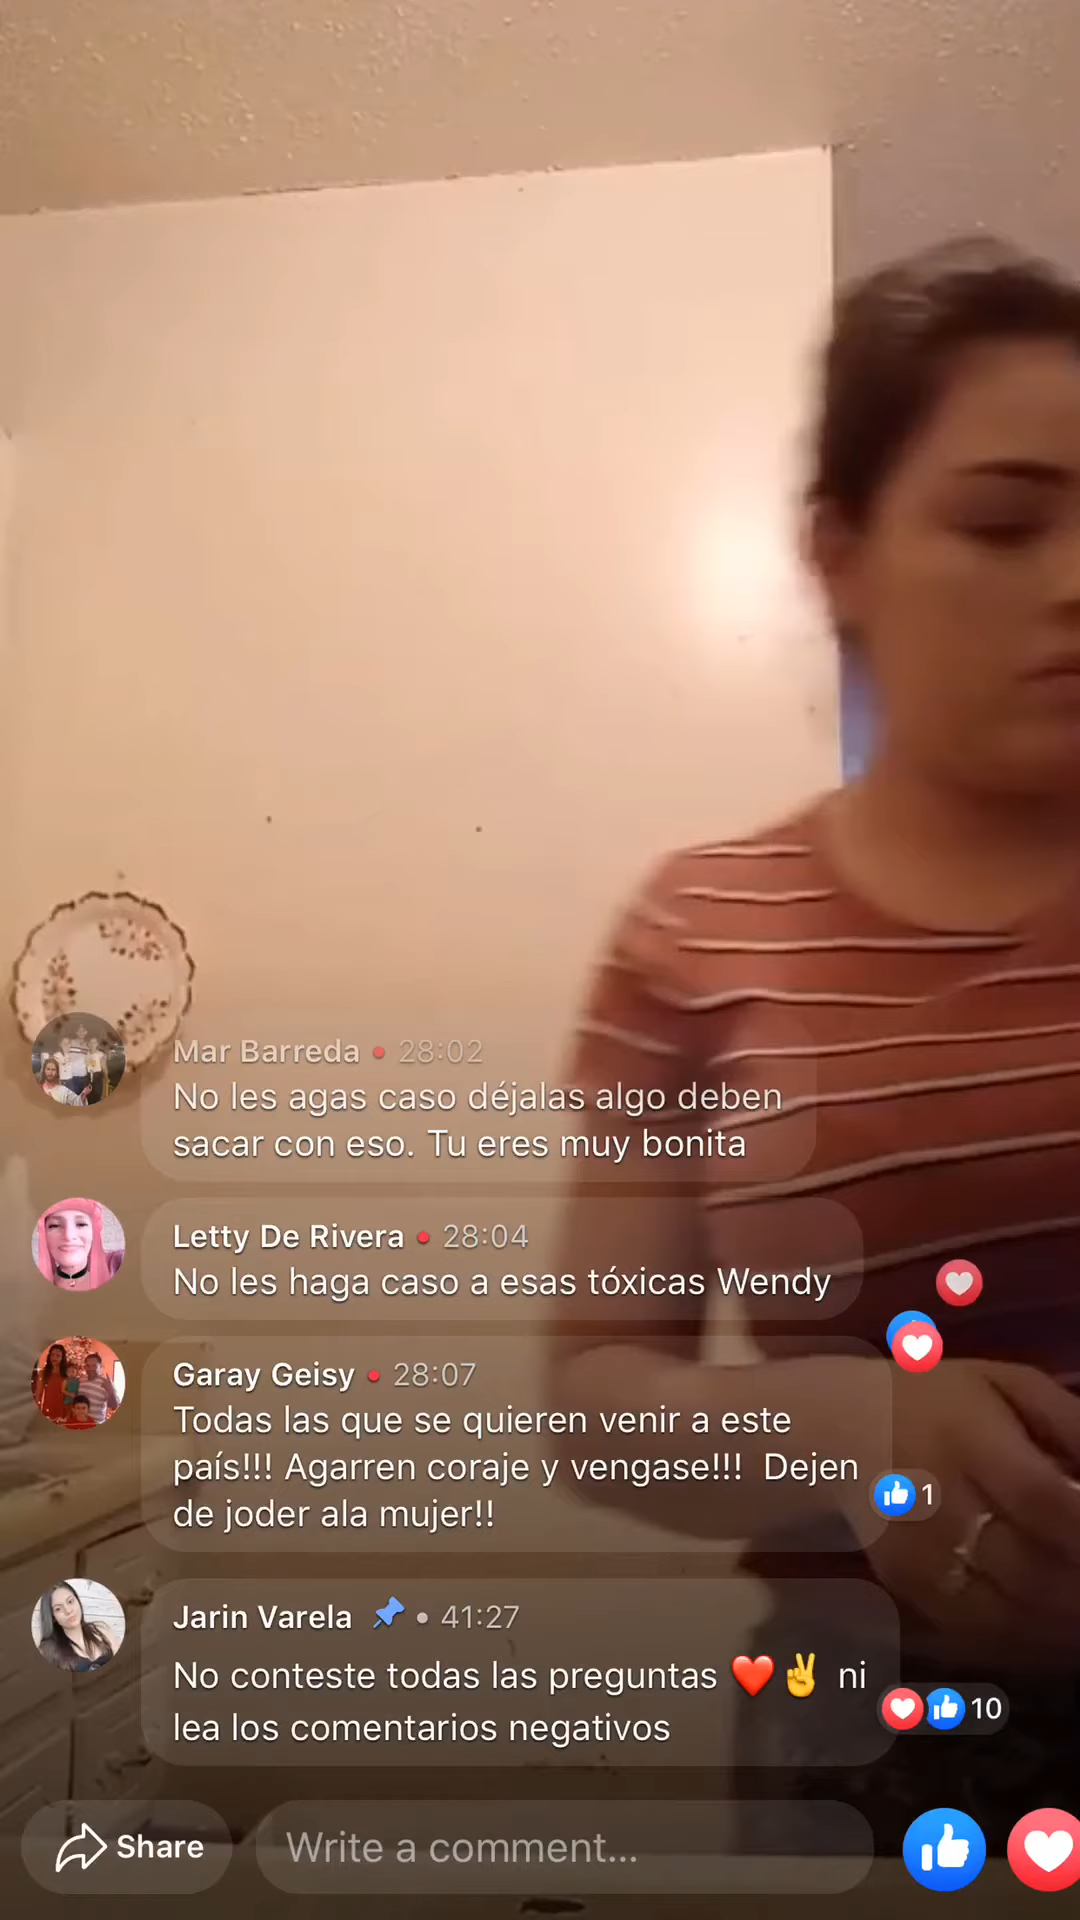 Mar Barreda • 28:02
No les agas caso déjalas algo deben
sacar con eso. Tu eres muy bonita
Letty De Rivera • 28:04
No les haga caso a esas tóxicas Wendy
Garay Geisy • 28:07
Todas las que se quieren venir a este
país!!! Agarren coraje y vengase!!! Dejen
de joder ala mujer!!
1
Jarin Varela 📌 • 41:27
No conteste todas las preguntas ❤️✌️ ni
lea los comentarios negativos
10
Share
Write a comment...